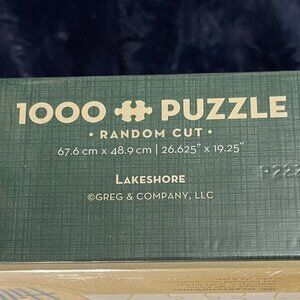 1000 PUZZLE
• RANDOM CUT •
67.6 cm x 48.9 cm | 26.625" x 19.25"
LAKESHORE
©GREG & COMPANY, LLC